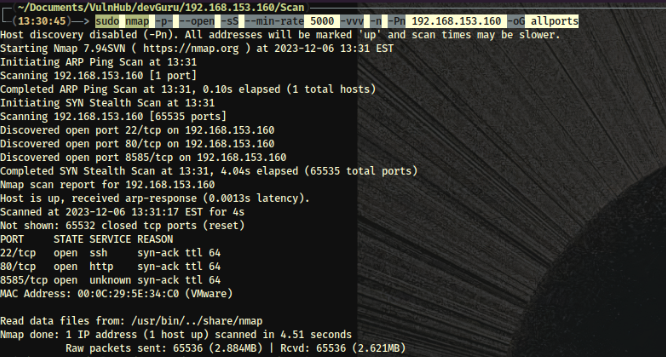 ~/Documents/VulnHub/devGuru/192.168.153.160/Scan
(13:30:45)──> sudo nmap -p- --open -sS --min-rate 5000 -vvv -n -Pn 192.168.153.160 -oG allports
Host discovery disabled (-Pn). All addresses will be marked 'up' and scan times may be slower.
Starting Nmap 7.94SVN ( https://nmap.org ) at 2023-12-06 13:31 EST
Initiating ARP Ping Scan at 13:31
Scanning 192.168.153.160 [1 port]
Completed ARP Ping Scan at 13:31, 0.10s elapsed (1 total hosts)
Initiating SYN Stealth Scan at 13:31
Scanning 192.168.153.160 [65535 ports]
Discovered open port 22/tcp on 192.168.153.160
Discovered open port 80/tcp on 192.168.153.160
Discovered open port 8585/tcp on 192.168.153.160
Completed SYN Stealth Scan at 13:31, 4.04s elapsed (65535 total ports)
Nmap scan report for 192.168.153.160
Host is up, received arp-response (0.0013s latency).
Scanned at 2023-12-06 13:31:17 EST for 4s
Not shown: 65532 closed tcp ports (reset)
PORT STATE SERVICE REASON
22/tcp open ssh syn-ack ttl 64
80/tcp open http syn-ack ttl 64
8585/tcp open unknown syn-ack ttl 64
MAC Address: 00:0C:29:5E:34:C0 (VMware)
Read data files from: /usr/bin/../share/nmap
Nmap done: 1 IP address (1 host up) scanned in 4.51 seconds
Raw packets sent: 65536 (2.884MB) | Rcvd: 65536 (2.621MB)